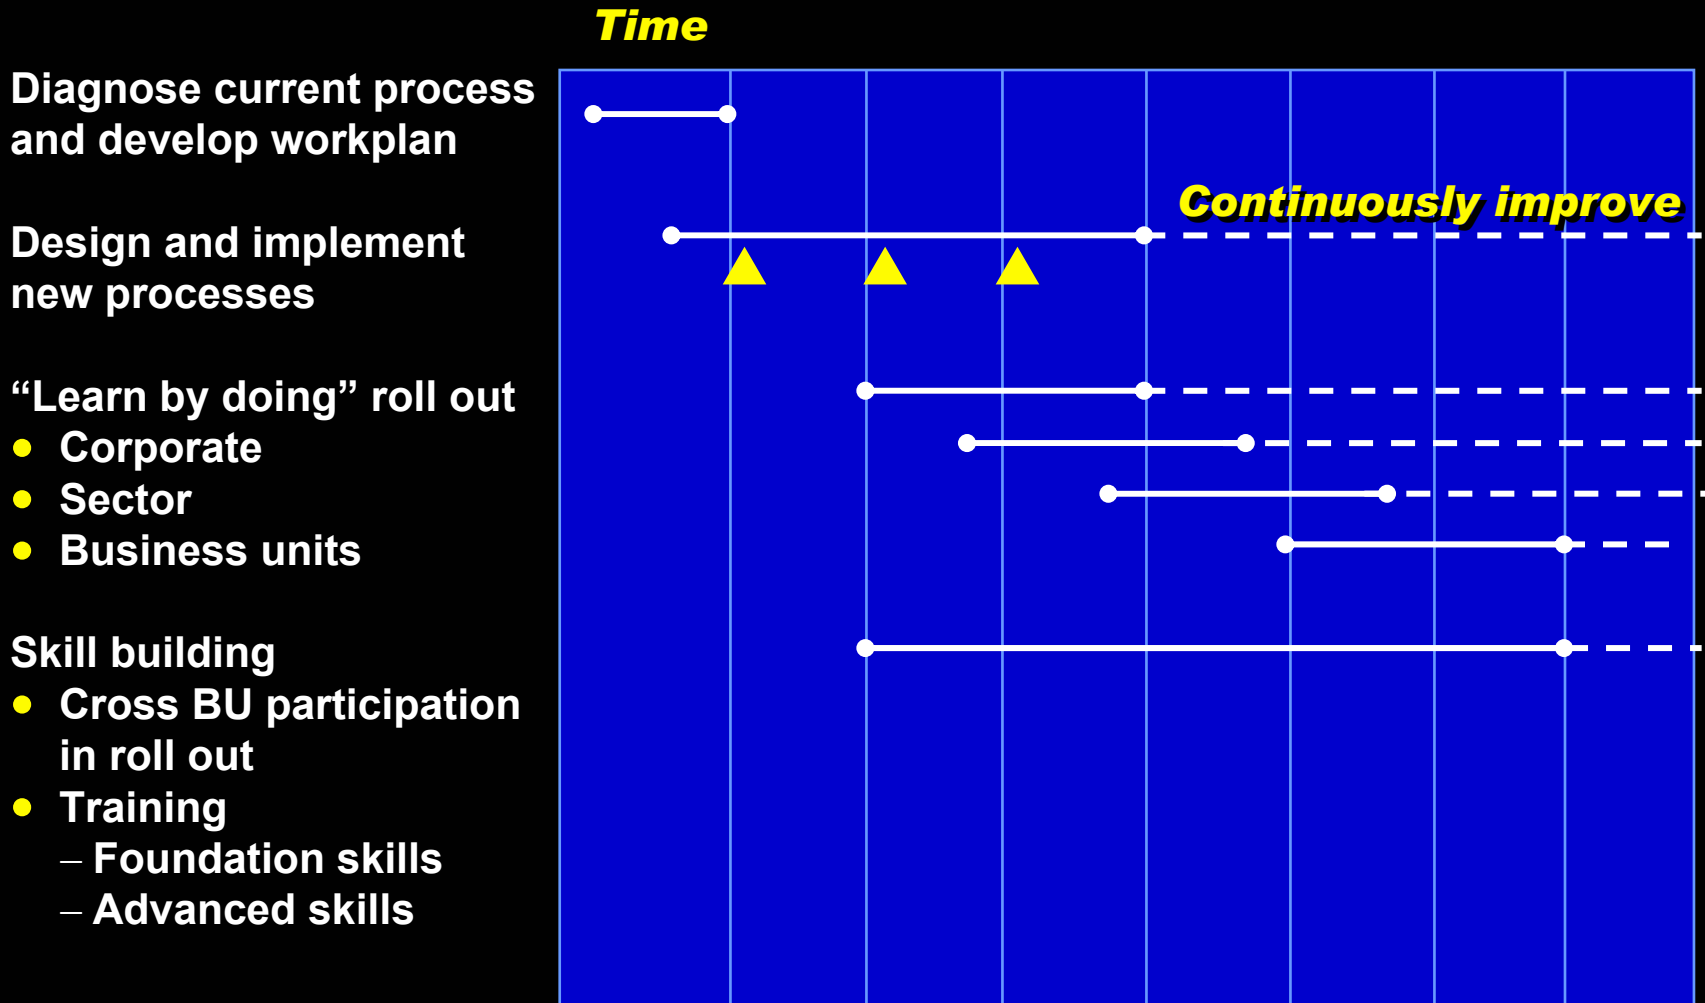 Time
Diagnose current process
and develop workplan
Continuously improve
Design and implement
new processes
“Learn by doing” roll out
● Corporate
● Sector
● Business units
Skill building
● Cross BU participation
in roll out
● Training
– Foundation skills
– Advanced skills